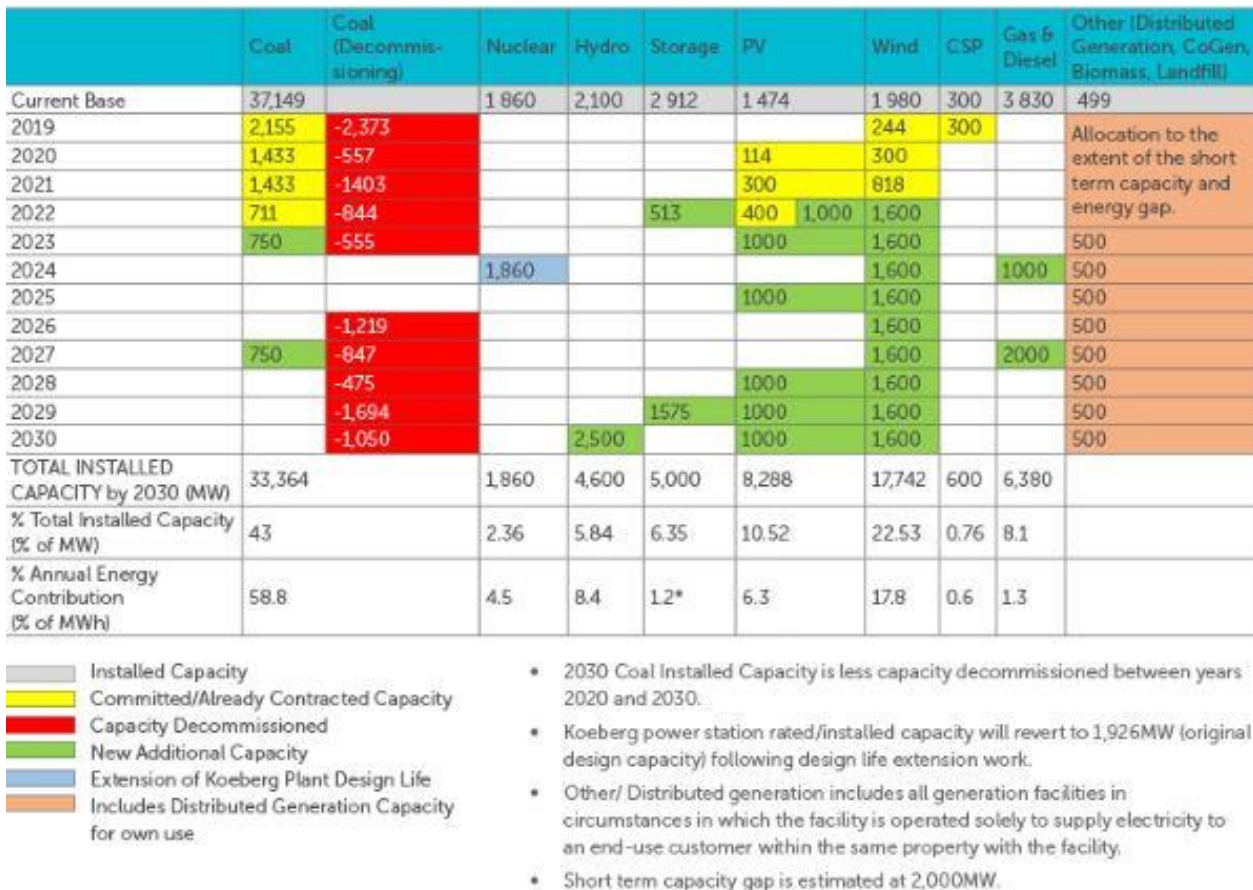 Coal Coal (Decommis-sioning) Nuclear Hydro Storage PV Wind CSP Gas & Diesel Other (Distributed Generation, CoGen, Biomass, Landfill)
Current Base 37,149 1 860 2,100 2 912 1 474 1 980 300 3 830 499
2019 2,155 -2,373 244 300 Allocation to the extent of the short term capacity and energy gap.
2020 1,433 -557 114 300
2021 1,433 -1403 300 818
2022 711 -844 513 400 1,000 1,600
2023 750 -555 1000 1,600 500
2024 1,860 1,600 1000 500
2025 1000 1,600 500
2026 -1,219 1,600 500
2027 750 -847 1,600 2000 500
2028 -475 1000 1,600 500
2029 -1,694 1575 1000 1,600 500
2030 -1,050 2,500 1000 1,600 500
TOTAL INSTALLED CAPACITY by 2030 (MW) 33,364 1,860 4,600 5,000 8,288 17,742 600 6,380
% Total Installed Capacity (% of MW) 43 2.36 5.84 6.35 10.52 22.53 0.76 8.1
% Annual Energy Contribution (% of MWh) 58.8 4.5 8.4 1.2* 6.3 17.8 0.6 1.3
Installed Capacity
Committed/Already Contracted Capacity
Capacity Decommissioned
New Additional Capacity
Extension of Koeberg Plant Design Life
Includes Distributed Generation Capacity
for own use
• 2030 Coal Installed Capacity is less capacity decommissioned between years
2020 and 2030.
• Koeberg power station rated/installed capacity will revert to 1,926MW (original
design capacity) following design life extension work.
• Other/ Distributed generation includes all generation facilities in
circumstances in which the facility is operated solely to supply electricity to
an end-use customer within the same property with the facility.
• Short term capacity gap is estimated at 2,000MW.